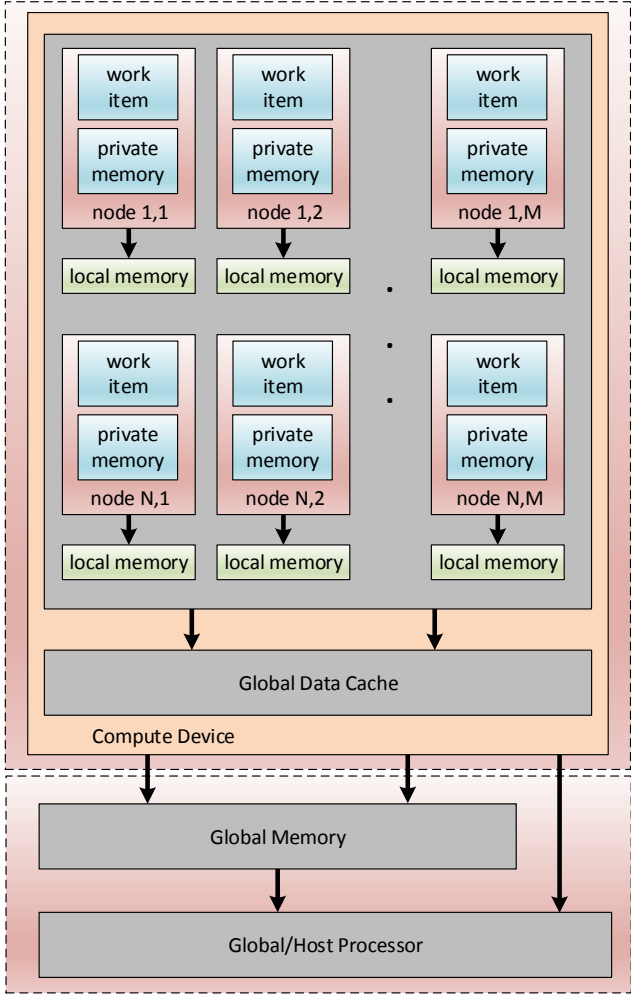 work
item
private
memory
node 1,1
local memory
work
item
private
memory
node 1,2
local memory
work
item
private
memory
node 1,M
local memory
. . .
work
item
private
memory
node N,1
local memory
work
item
private
memory
node N,2
local memory
work
item
private
memory
node N,M
local memory
Global Data Cache
Compute Device
Global Memory
Global/Host Processor